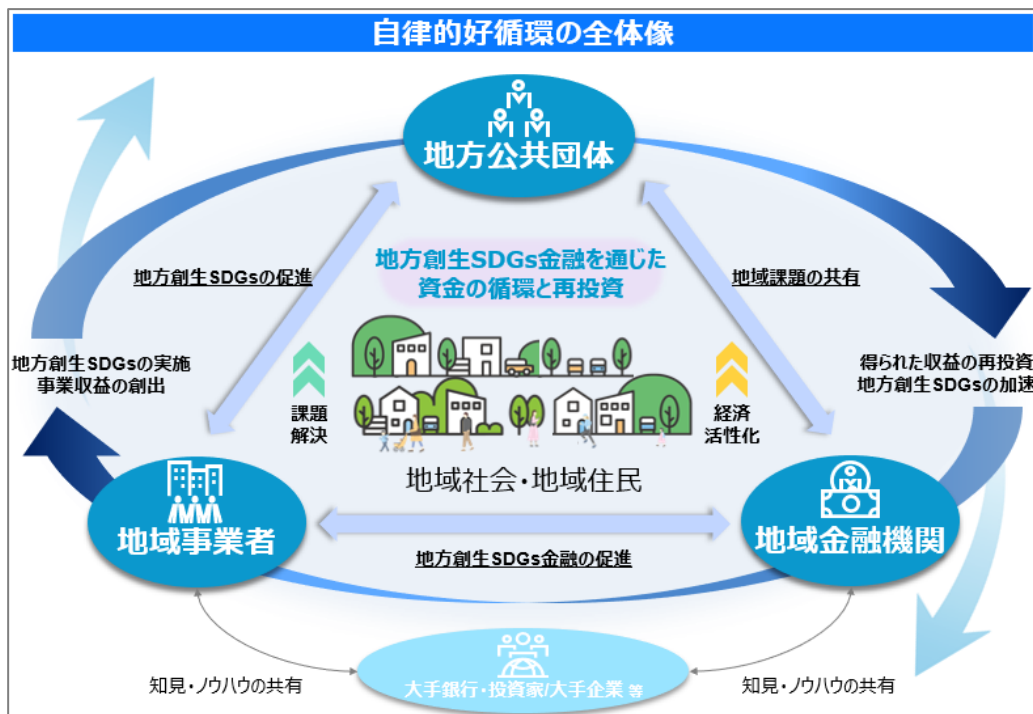 自律的好循環の全体像
地方公共団体
地方創生SDGs金融を通じた
資金の循環と再投資
地方創生SDGsの促進
地域課題の共有
地方創生SDGsの実施
事業収益の創出
得られた収益の再投資
地方創生SDGsの加速
課題
解決
経済
活性化
地域社会・地域住民
地域事業者
地域金融機関
地方創生SDGs金融の促進
大手銀行・投資家/大手企業 等
知見・ノウハウの共有
知見・ノウハウの共有